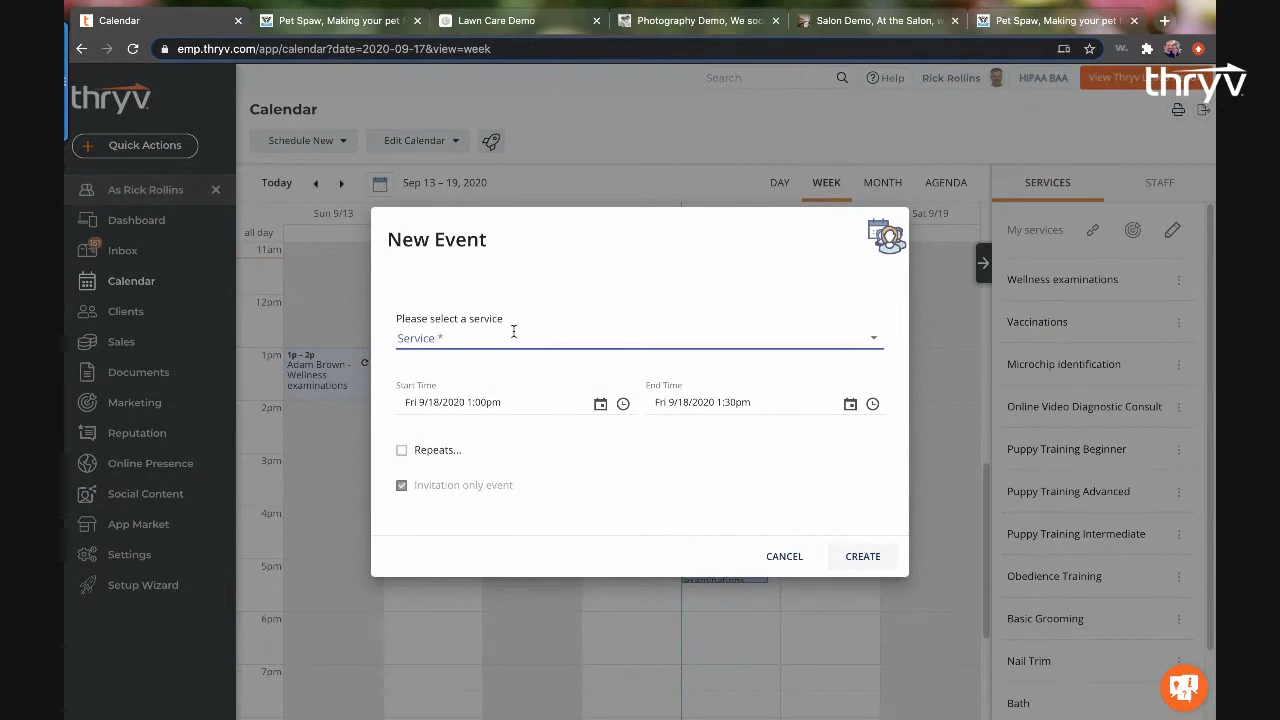 Calendar
Pet Spaw, Making your pet
Lawn Care Demo
Photography Demo, We soc
Salon Demo, At the Salon, w
Pet Spaw, Making your pet
emp.thryv.com/app/calendar?date=2020-09-17&view=week
thryv
Search
Help
Rick Rollins
HIPAA BAA
View Thryv
thryv
Calendar
Quick Actions
Schedule New
Edit Calendar
As Rick Rollins
Today
Sep 13 – 19, 2020
DAY
WEEK
MONTH
AGENDA
SERVICES
STAFF
Dashboard
Sun 9/13
Sat 9/19
all day
My services
151
Inbox
11am
New Event
Calendar
Wellness examinations
Clients
12pm
Please select a service
Service *
Vaccinations
Sales
1pm
1p – 2p
Adam Brown -
Wellness
examinations
Microchip identification
Documents
Start Time
Fri 9/18/2020 1:00pm
End Time
Fri 9/18/2020 1:30pm
Marketing
2pm
Online Video Diagnostic Consult
Reputation
Repeats...
Puppy Training Beginner
Online Presence
3pm
Invitation only event
Puppy Training Advanced
Social Content
4pm
App Market
Puppy Training Intermediate
Settings
5pm
CANCEL
CREATE
Obedience Training
Setup Wizard
examinations
6pm
Basic Grooming
7pm
Nail Trim
Bath